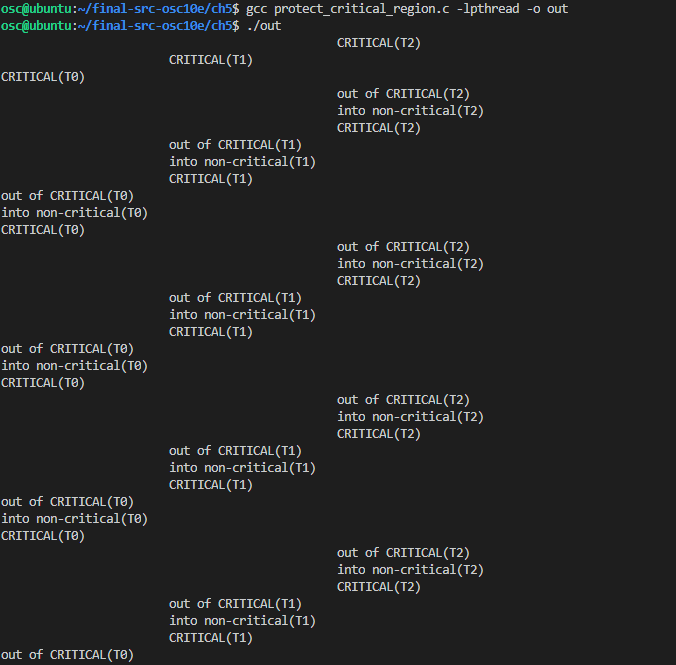 osc@ubuntu:~/final-src-osc10e/ch5$ gcc protect_critical_region.c -lpthread -o out
osc@ubuntu:~/final-src-osc10e/ch5$ ./out
CRITICAL(T2)
CRITICAL(T1)
CRITICAL(T0)
out of CRITICAL(T2)
into non-critical(T2)
CRITICAL(T2)
out of CRITICAL(T1)
into non-critical(T1)
CRITICAL(T1)
out of CRITICAL(T0)
into non-critical(T0)
CRITICAL(T0)
out of CRITICAL(T2)
into non-critical(T2)
CRITICAL(T2)
out of CRITICAL(T1)
into non-critical(T1)
CRITICAL(T1)
out of CRITICAL(T0)
into non-critical(T0)
CRITICAL(T0)
out of CRITICAL(T2)
into non-critical(T2)
CRITICAL(T2)
out of CRITICAL(T1)
into non-critical(T1)
CRITICAL(T1)
out of CRITICAL(T0)
into non-critical(T0)
CRITICAL(T0)
out of CRITICAL(T2)
into non-critical(T2)
CRITICAL(T2)
out of CRITICAL(T1)
into non-critical(T1)
CRITICAL(T1)
out of CRITICAL(T0)